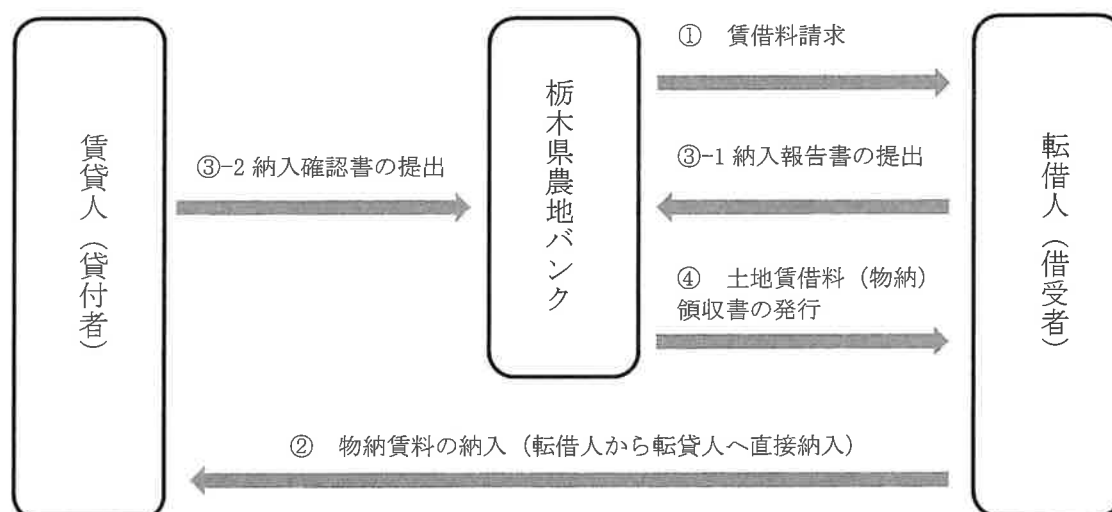 賃貸人（貸付者）
栃木県農地バンク
転借人（借受者）
① 賃借料請求
③-2 納入確認書の提出
③-1 納入報告書の提出
④ 土地賃借料（物納）
領収書の発行
② 物納賃料の納入（転借人から転貸人へ直接納入）